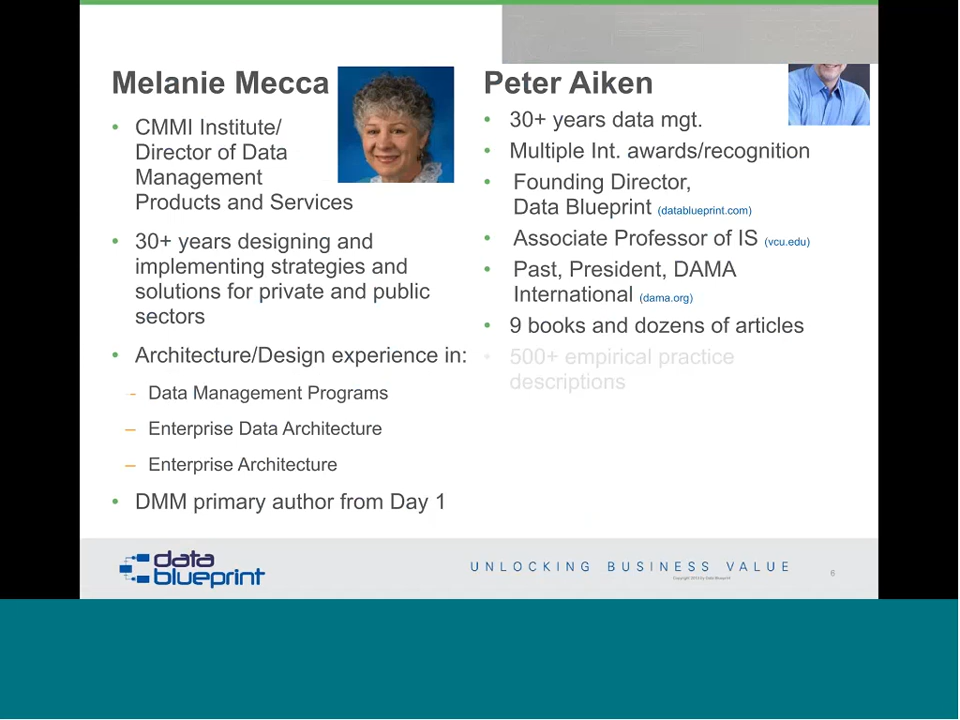 Melanie Mecca
• CMMI Institute/
Director of Data
Management
Products and Services
• 30+ years designing and
implementing strategies and
solutions for private and public
sectors
• Architecture/Design experience in:
- Data Management Programs
– Enterprise Data Architecture
– Enterprise Architecture
• DMM primary author from Day 1
Peter Aiken
• 30+ years data mgt.
• Multiple Int. awards/recognition
• Founding Director,
Data Blueprint (datablueprint.com)
• Associate Professor of IS (vcu.edu)
• Past, President, DAMA
International (dama.org)
• 9 books and dozens of articles
• 500+ empirical practice
descriptions
data
blueprint
UNLOCKING BUSINESS VALUE
6